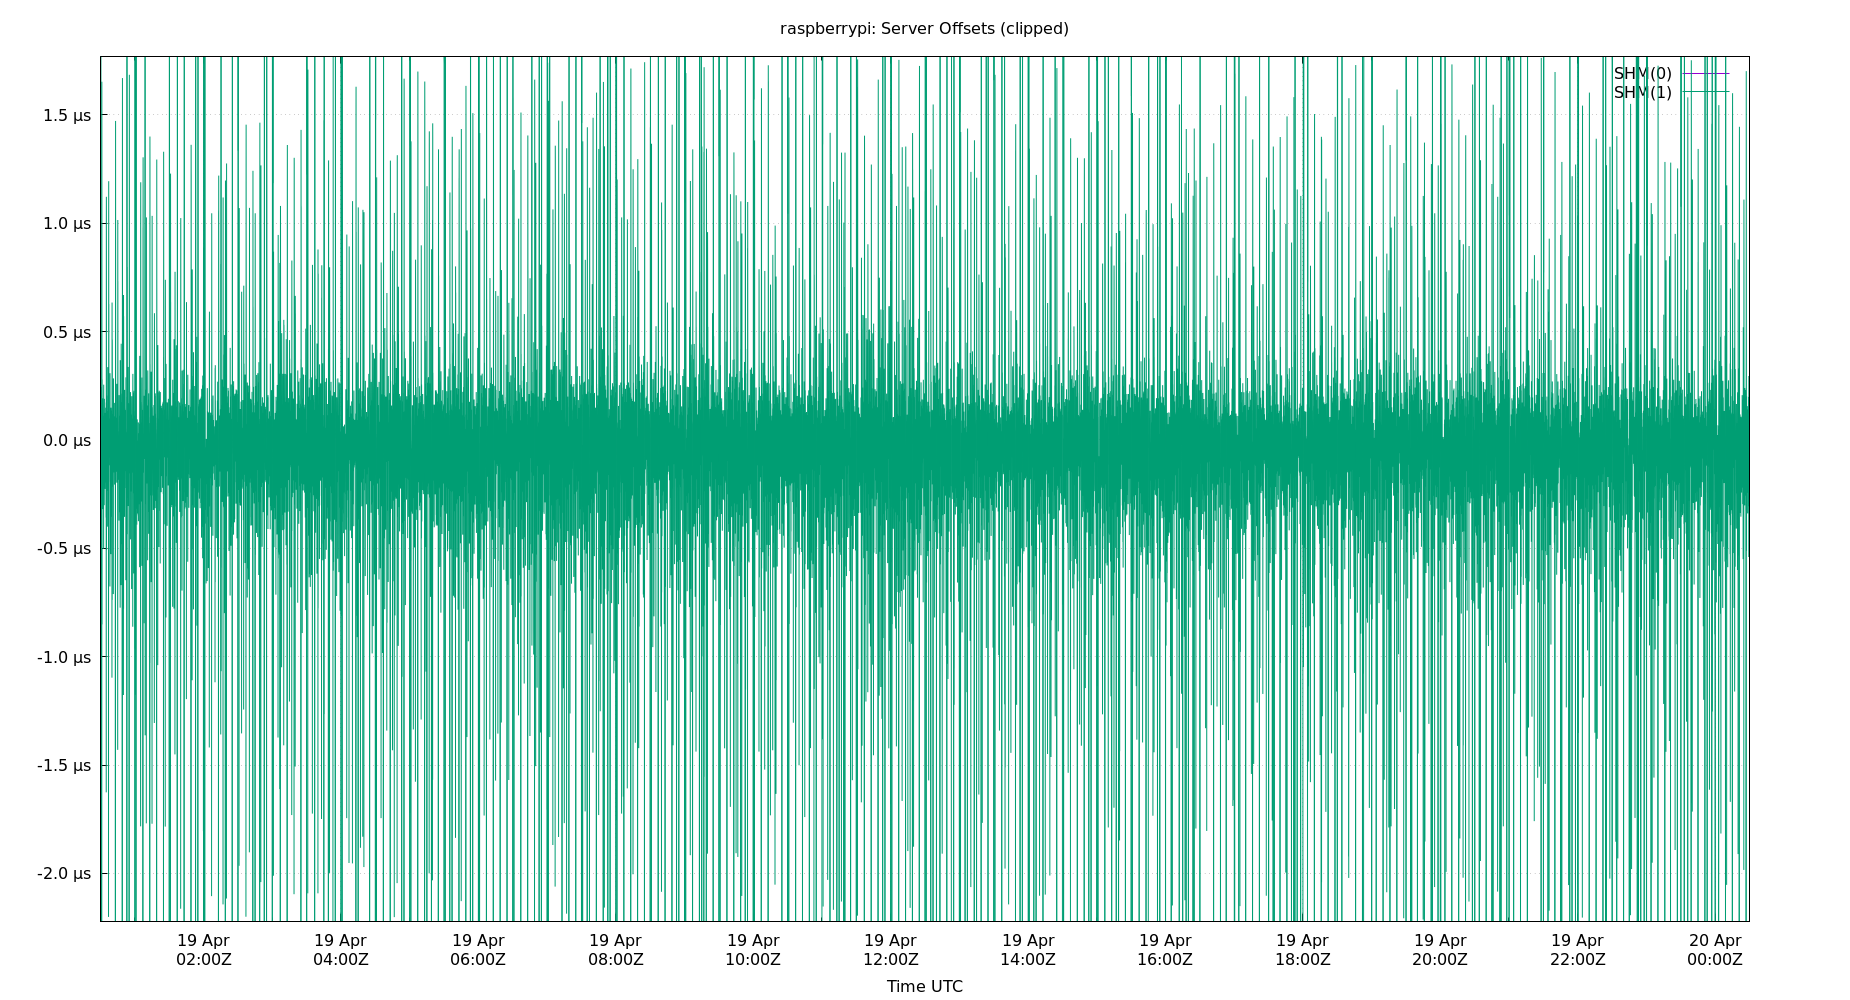 raspberrypi: Server Offsets (clipped)
SHM(0)
SHM(1)
1.5 µs
1.0 µs
0.5 µs
0.0 µs
-0.5 µs
-1.0 µs
-1.5 µs
-2.0 µs
19 Apr 19 Apr 19 Apr 19 Apr 19 Apr 19 Apr 19 Apr 19 Apr 19 Apr 19 Apr 19 Apr 20 Apr
02:00Z 04:00Z 06:00Z 08:00Z 10:00Z 12:00Z 14:00Z 16:00Z 18:00Z 20:00Z 22:00Z 00:00Z
Time UTC